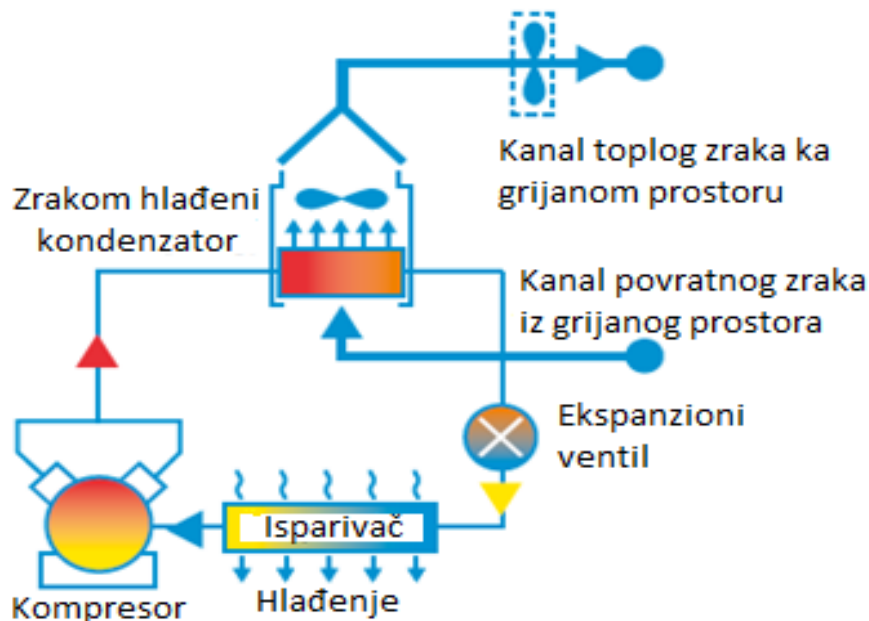 Kanal toplog zraka ka
grijanom prostoru
Zrakom hlađeni
kondenzator
Kanal povratnog zraka
iz grijanog prostora
Ekspanzioni
ventil
Isparivač
Hlađenje
Kompresor